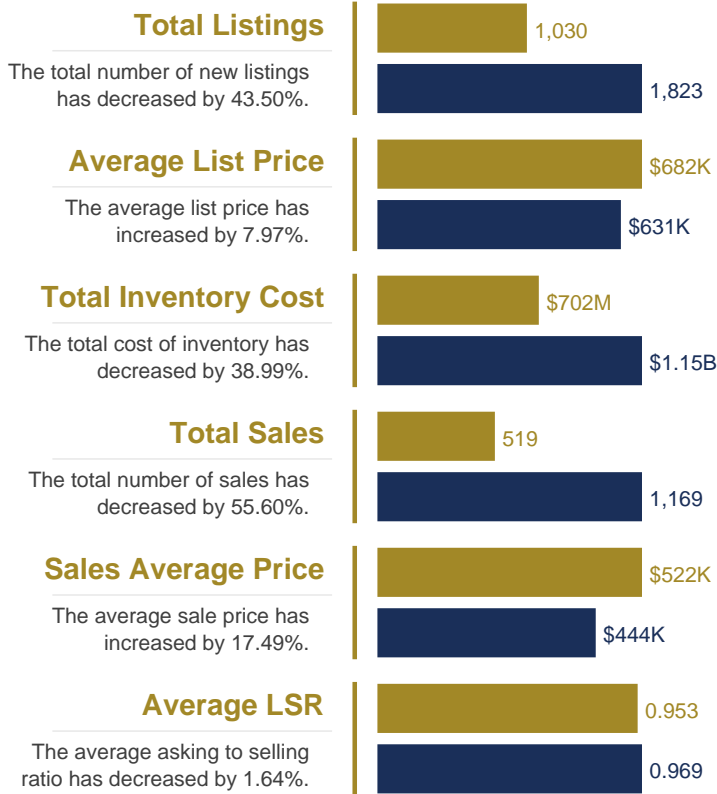 Total Listings
The total number of new listings
has decreased by 43.50%.
1,030
1,823
Average List Price
The average list price has
increased by 7.97%.
$682K
$631K
Total Inventory Cost
The total cost of inventory has
decreased by 38.99%.
$702M
$1.15B
Total Sales
The total number of sales has
decreased by 55.60%.
519
1,169
Sales Average Price
The average sale price has
increased by 17.49%.
$522K
$444K
Average LSR
The average asking to selling
ratio has decreased by 1.64%.
0.953
0.969